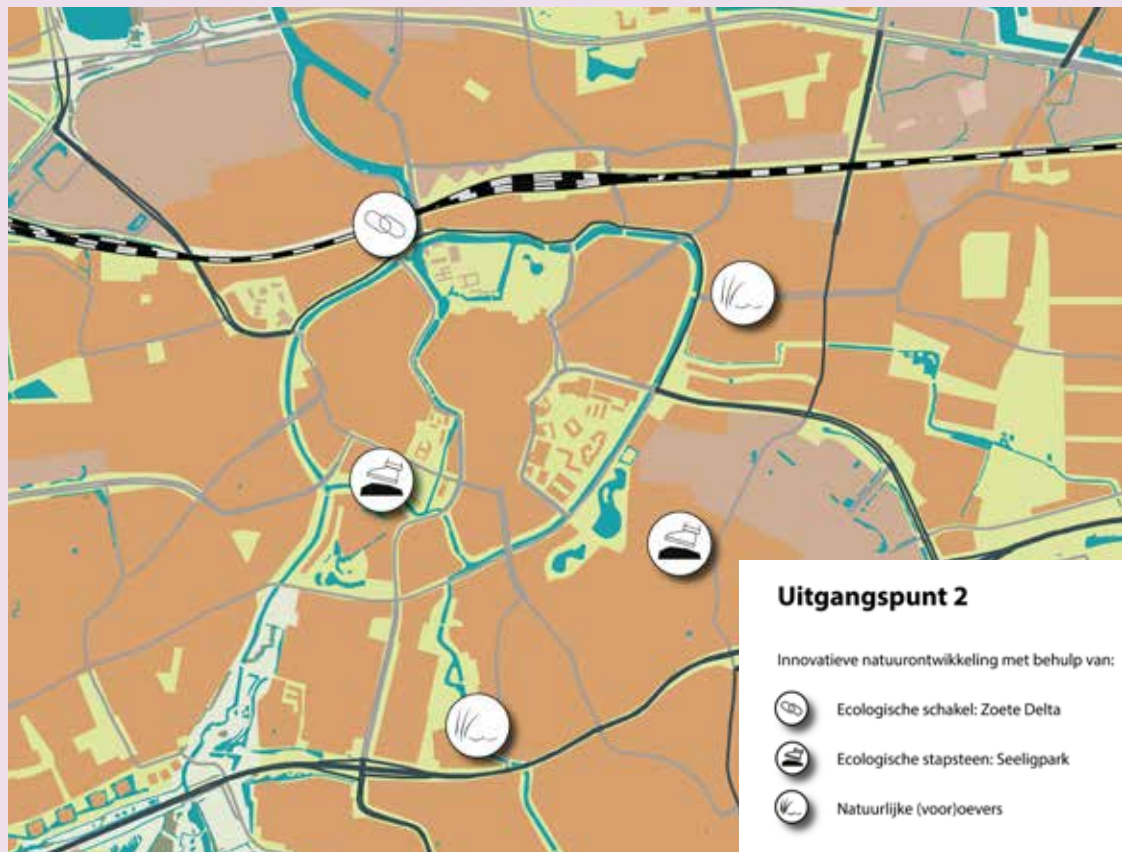 Uitgangspunt 2
Innovatieve natuurontwikkeling met behulp van:
Ecologische schakel: Zoete Delta
Ecologische stapsteen: Seeligpark
Natuurlijke (voor)oevers